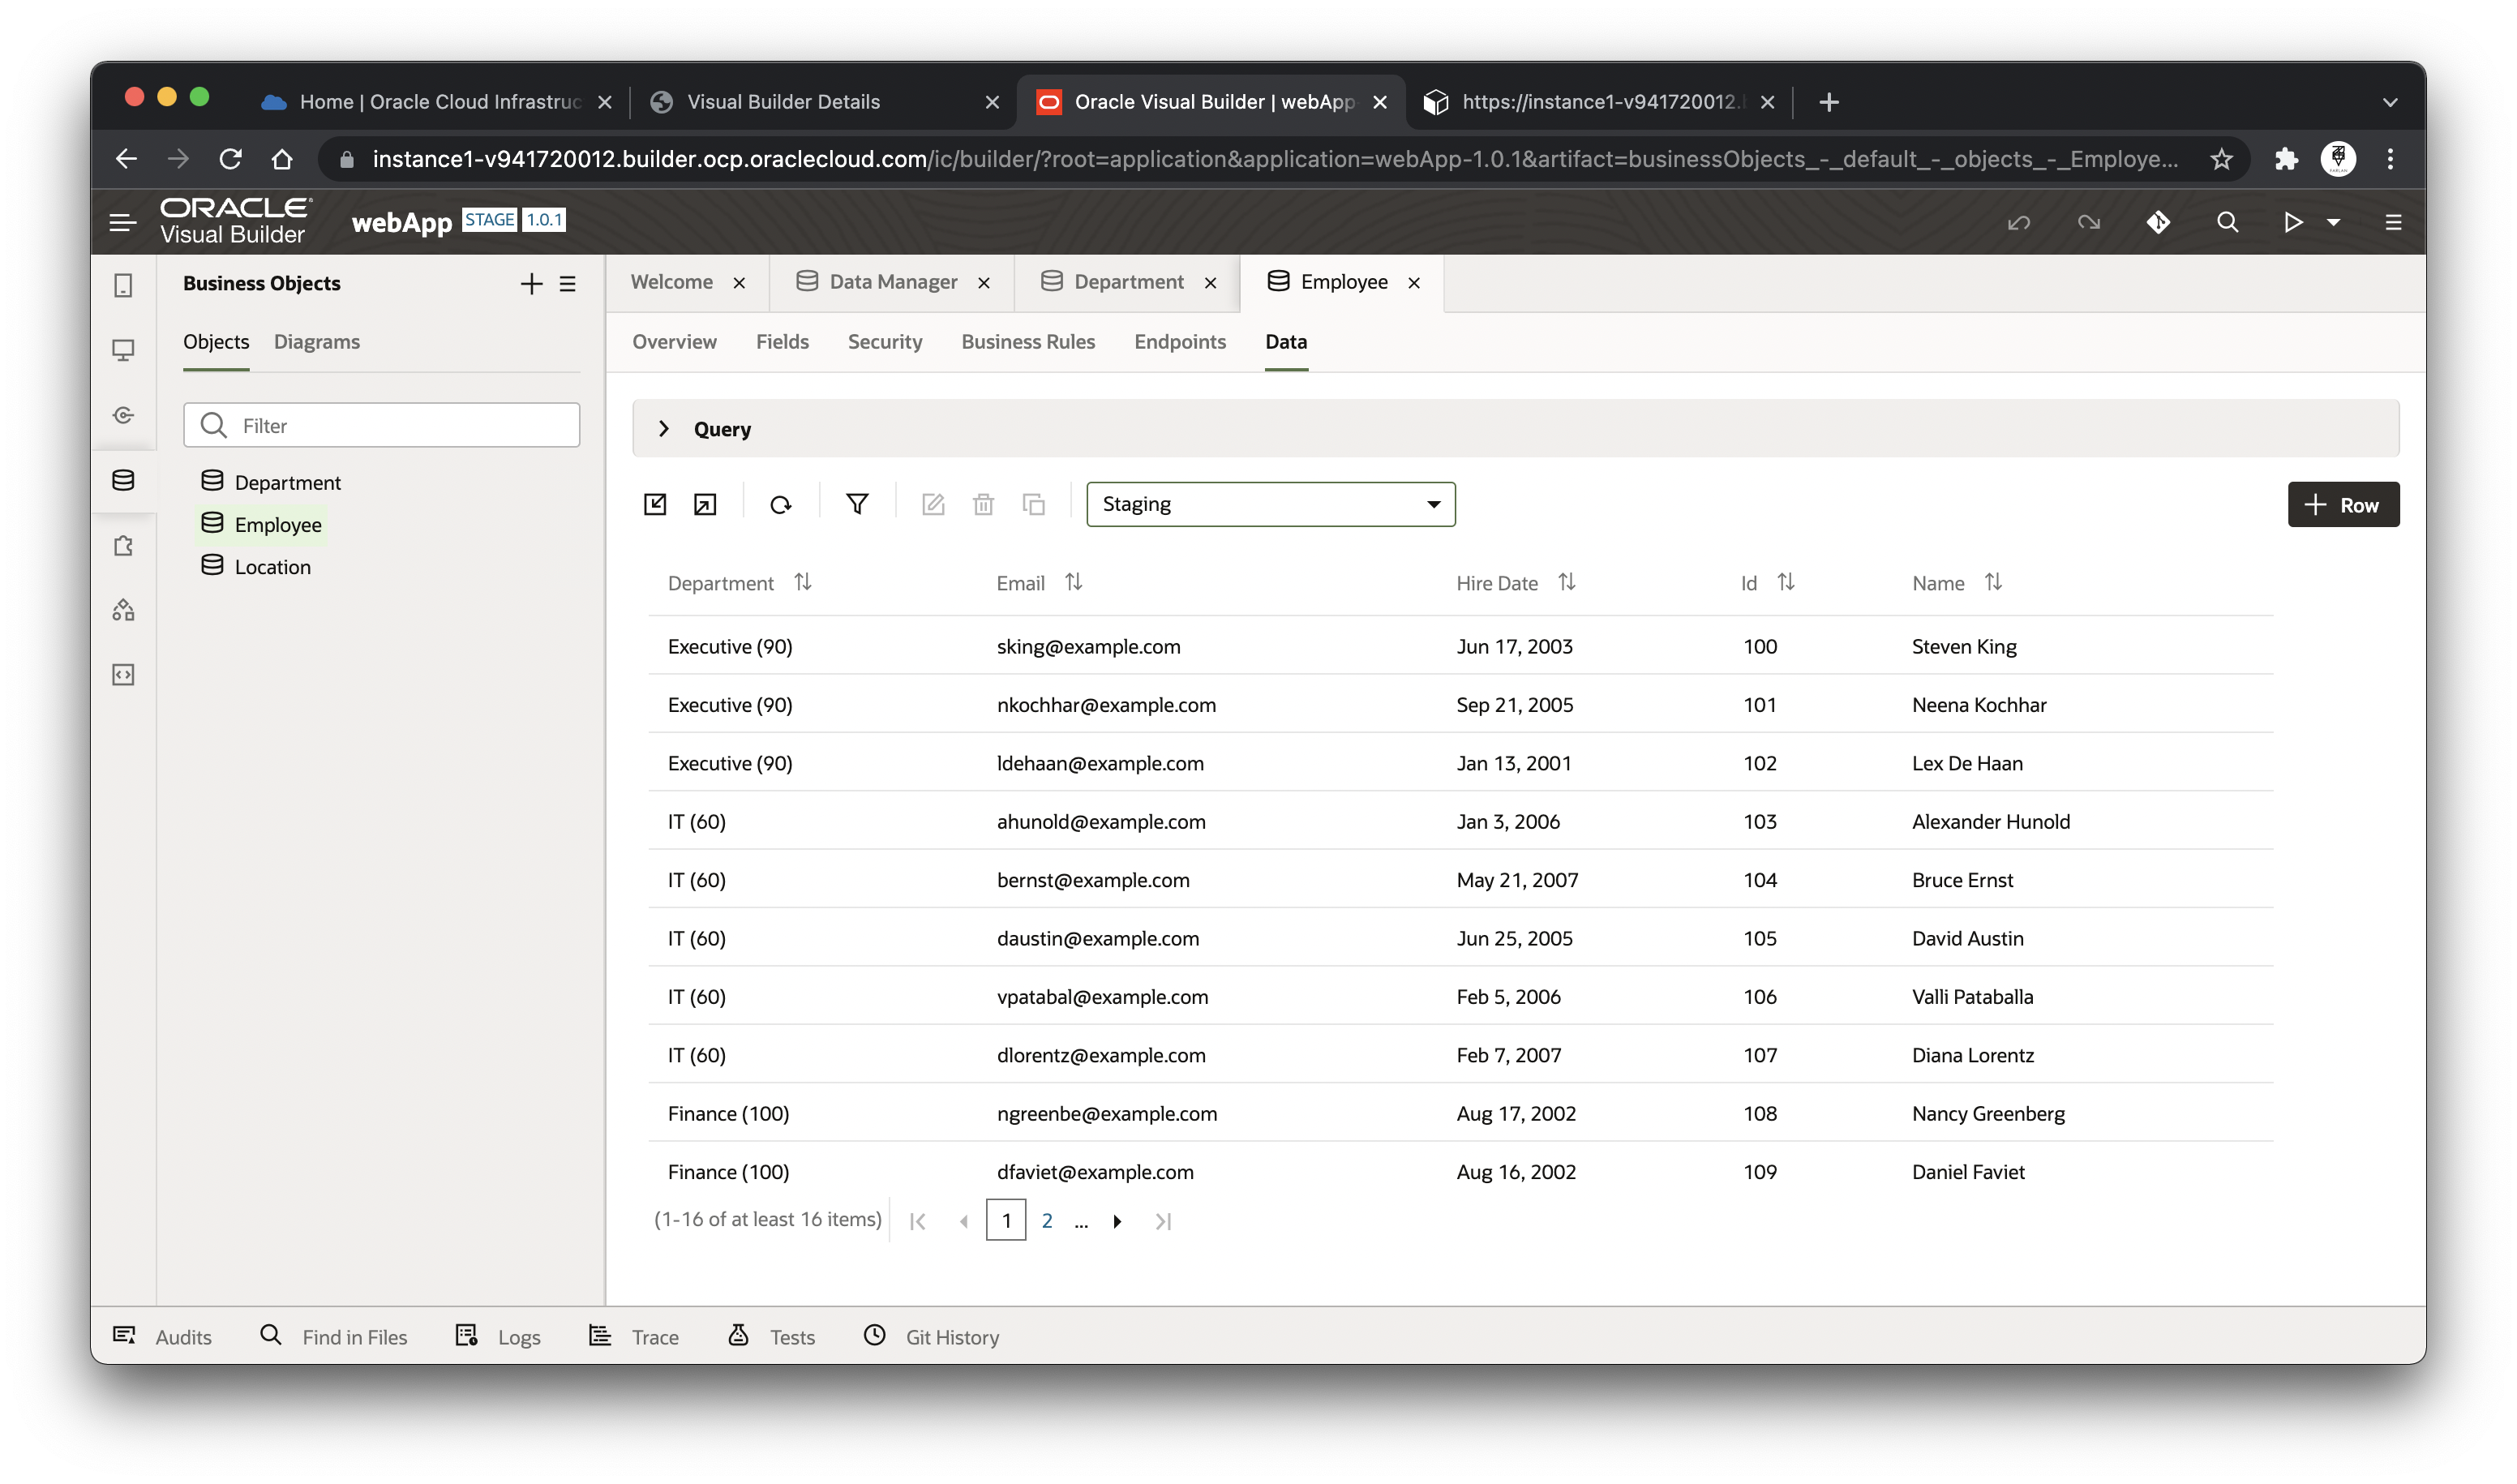 Home | Oracle Cloud Infrastruc
Visual Builder Details
Oracle Visual Builder | webApp
https://instance1-v941720012.
instance1-v941720012.builder.ocp.oraclecloud.com/ic/builder/?root=application&application=webApp-1.0.1&artifact=businessObjects_-_default_-_objects_-_Employe...
ORACLE
Visual Builder
webApp STAGE 1.0.1
Business Objects
Welcome
Data Manager
Department
Employee
Objects Diagrams
Overview Fields Security Business Rules Endpoints Data
Filter
Department
Employee
Location
Query
Staging
Row
Department Email Hire Date Id Name
Executive (90) sking@example.com Jun 17, 2003 100 Steven King
Executive (90) nkochhar@example.com Sep 21, 2005 101 Neena Kochhar
Executive (90) ldehaan@example.com Jan 13, 2001 102 Lex De Haan
IT (60) ahunold@example.com Jan 3, 2006 103 Alexander Hunold
IT (60) bernst@example.com May 21, 2007 104 Bruce Ernst
IT (60) daustin@example.com Jun 25, 2005 105 David Austin
IT (60) vpatabal@example.com Feb 5, 2006 106 Valli Pataballa
IT (60) dlorentz@example.com Feb 7, 2007 107 Diana Lorentz
Finance (100) ngreenbe@example.com Aug 17, 2002 108 Nancy Greenberg
Finance (100) dfaviet@example.com Aug 16, 2002 109 Daniel Faviet
(1-16 of at least 16 items) 1 2 ...
Audits Find in Files Logs Trace Tests Git History